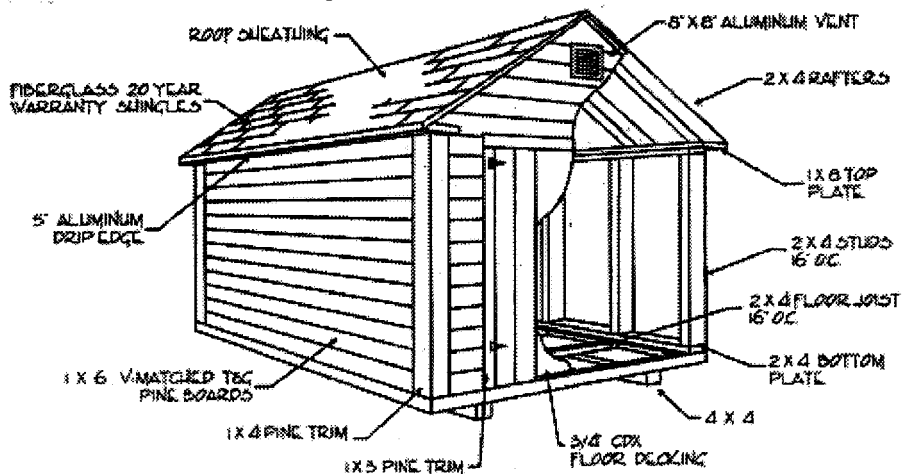 8" X 8" ALUMINUM VENT
ROOF SHEATHING
2 X 4 RAFTERS
FIBERGLASS 20 YEAR
WARRANTY SHINGLES
1 X 8 TOP
PLATE
5" ALUMINUM
DRIP EDGE
2 X 4 STUDS
16" O.C.
2 X 4 FLOOR JOIST
16" O.C.
1 X 6 V-MATCHED T&G
PINE BOARDS
2 X 4 BOTTOM
PLATE
4 X 4
1 X 4 PINE TRIM
3/4" CDX
FLOOR DECKING
1 X 3 PINE TRIM